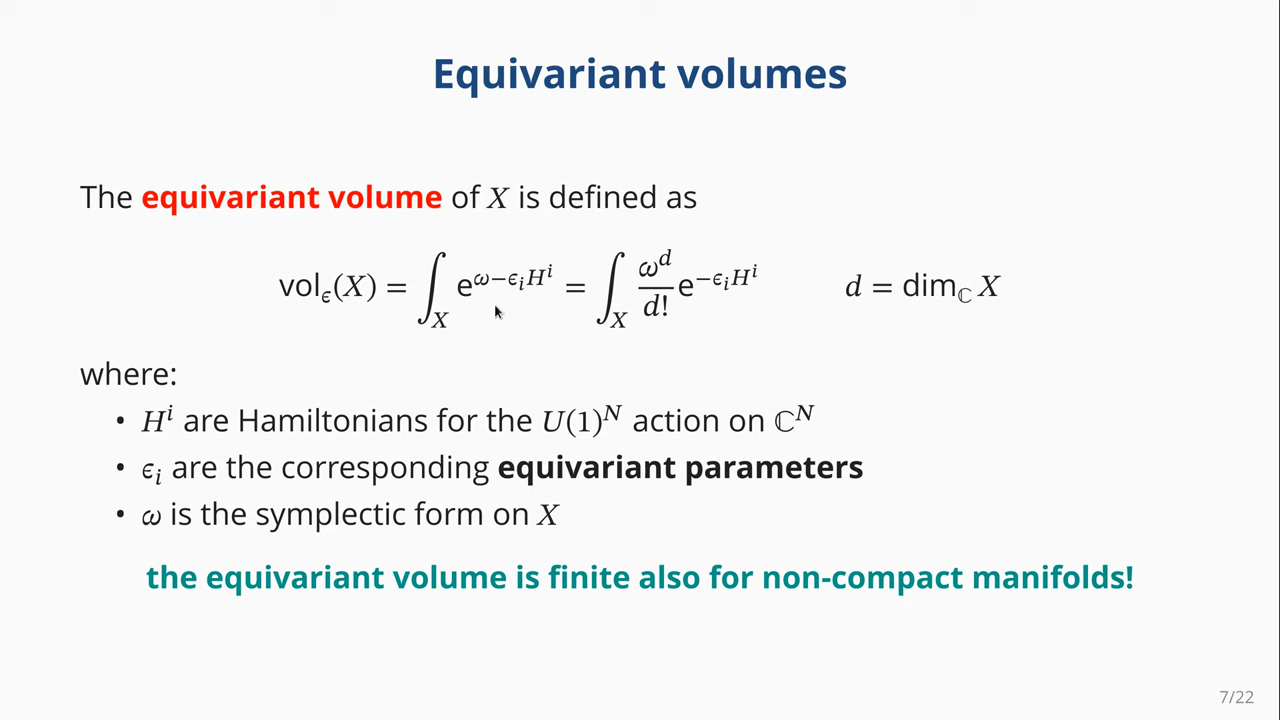 Equivariant volumes
The equivariant volume of X is defined as
vol_ϵ(X) = ∫_X e^{ω−ϵ_i H^i} = ∫_X \frac{ω^d}{d!} e^{−ϵ_i H^i}   d = dim_ℂ X
where:
• H^i are Hamiltonians for the U(1)^N action on ℂ^N
• ϵ_i are the corresponding equivariant parameters
• ω is the symplectic form on X
the equivariant volume is finite also for non-compact manifolds!
7/22